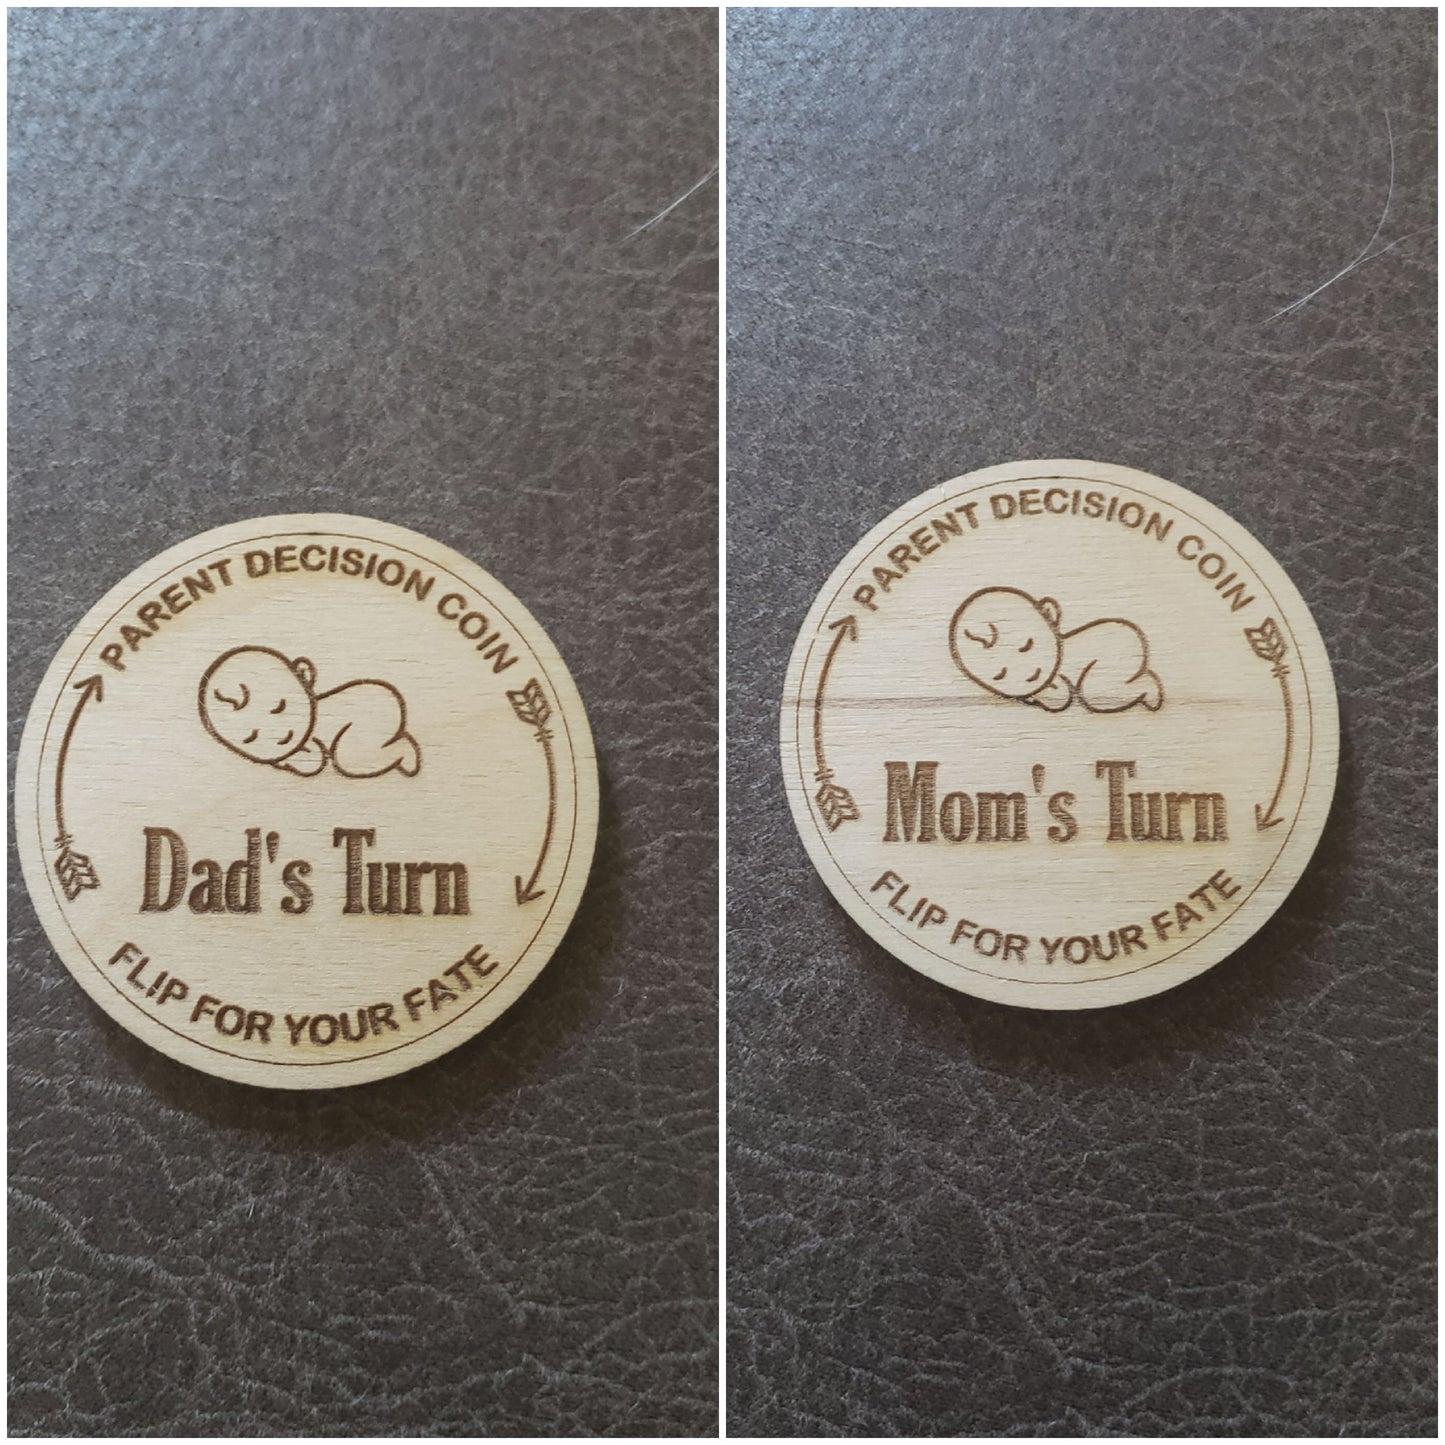 PARENT DECISION COIN
Dad's Turn
FLIP FOR YOUR FATE
PARENT DECISION COIN
Mom's Turn
FLIP FOR YOUR FATE